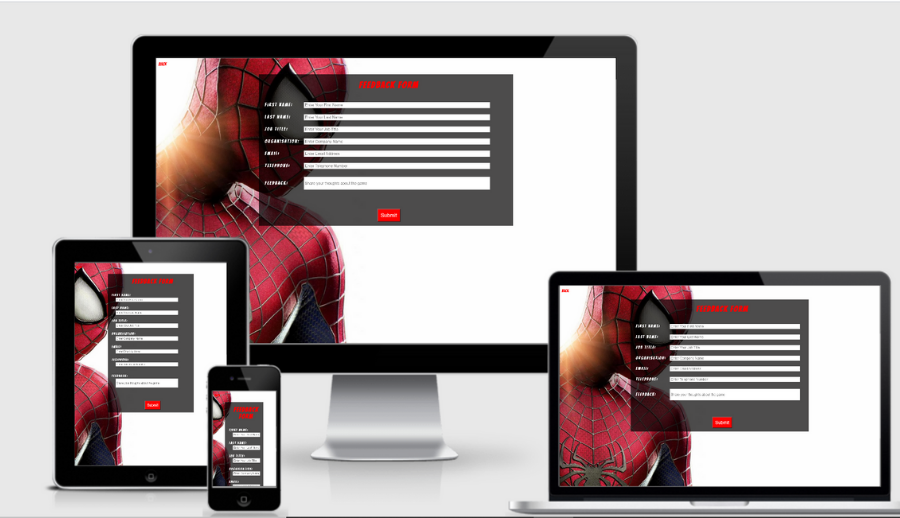 BACK
FEEDBACK FORM
FIRST NAME: Enter Your First Name
LAST NAME: Enter Your Last Name
JOB TITLE: Enter Your Job Title
ORGANISATION: Enter Company Name
EMAIL: Enter Email Address
TELEPHONE: Enter Telephone Number
FEEDBACK: Share your thoughts about this game
Submit
FEEDBACK FORM
FIRST NAME:
LAST NAME:
JOB TITLE:
ORGANISATION:
EMAIL:
TELEPHONE:
FEEDBACK:
Submit
FEEDBACK
FORM
FIRST NAME:
LAST NAME:
JOB TITLE:
ORGANISATION:
EMAIL:
BACK
FEEDBACK FORM
FIRST NAME: Enter Your First Name
LAST NAME: Enter Your Last Name
JOB TITLE: Enter Your Job Title
ORGANISATION: Enter Company Name
EMAIL: Enter Email Address
TELEPHONE: Enter Telephone Number
FEEDBACK: Share your thoughts about this game
Submit